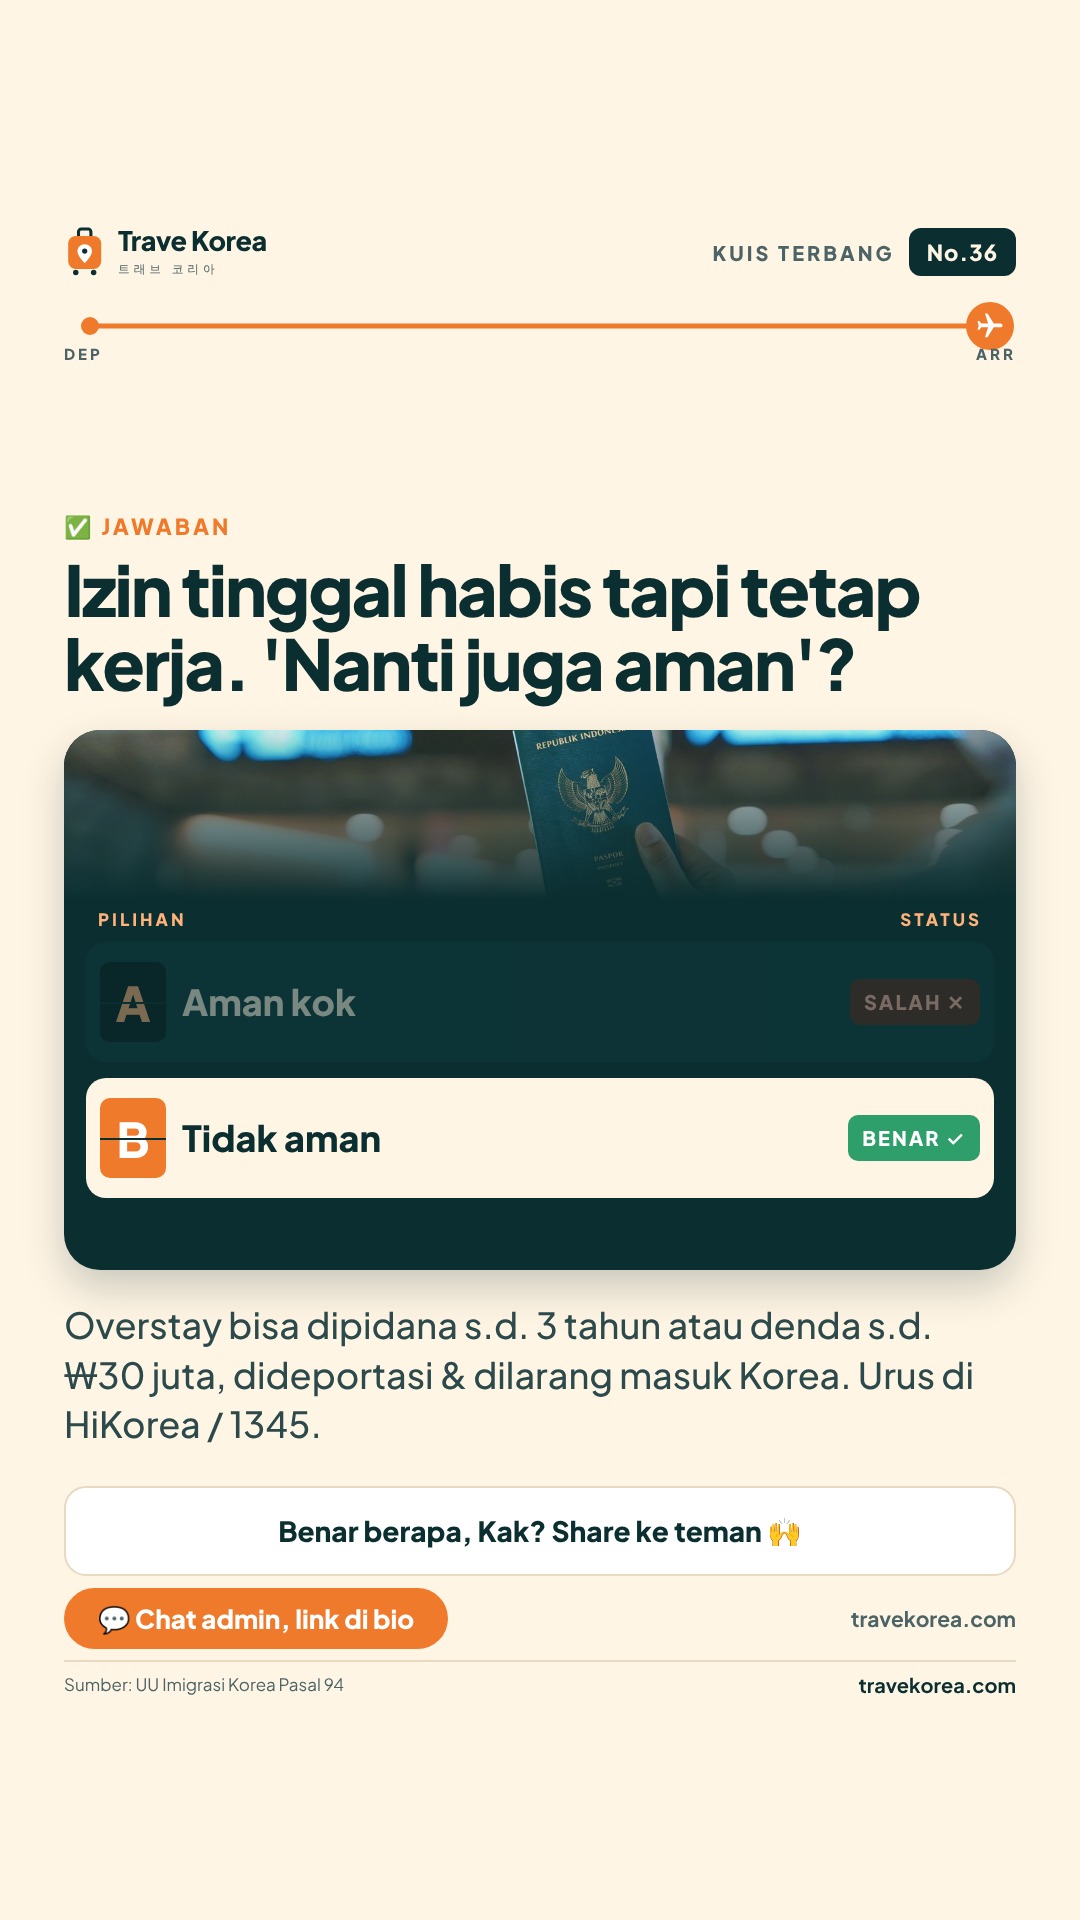 Trave Korea
트래브 코리아
KUIS TERBANG No.36
DEP ARR
✅ JAWABAN
Izin tinggal habis tapi tetap
kerja. 'Nanti juga aman'?
REPUBLIK INDONES
PASPOR
PILIHAN STATUS
A Aman kok SALAH ✕
B Tidak aman BENAR ✓
Overstay bisa dipidana s.d. 3 tahun atau denda s.d.
₩30 juta, dideportasi & dilarang masuk Korea. Urus di
HiKorea / 1345.
Benar berapa, Kak? Share ke teman 🙌
💬 Chat admin, link di bio travekorea.com
Sumber: UU Imigrasi Korea Pasal 94 travekorea.com